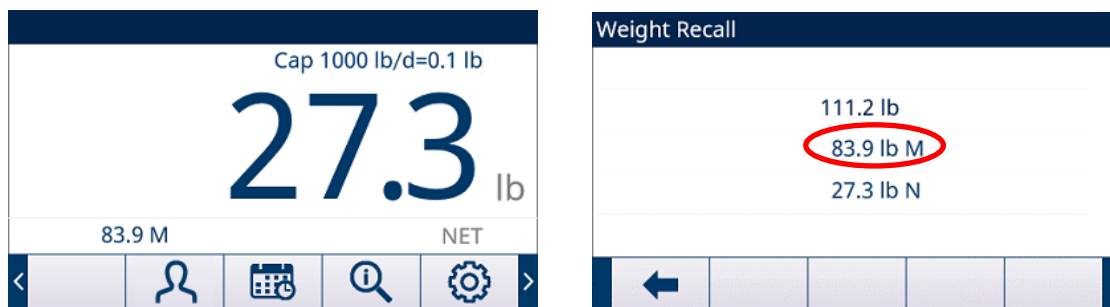 Cap 1000 lb/d=0.1 lb
27.3 lb
83.9 M NET
Weight Recall
111.2 lb
83.9 lb M
27.3 lb N